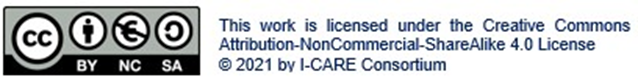 cc
BY NC SA
This work is licensed under the Creative Commons
Attribution-NonCommercial-ShareAlike 4.0 License
© 2021 by I-CARE Consortium